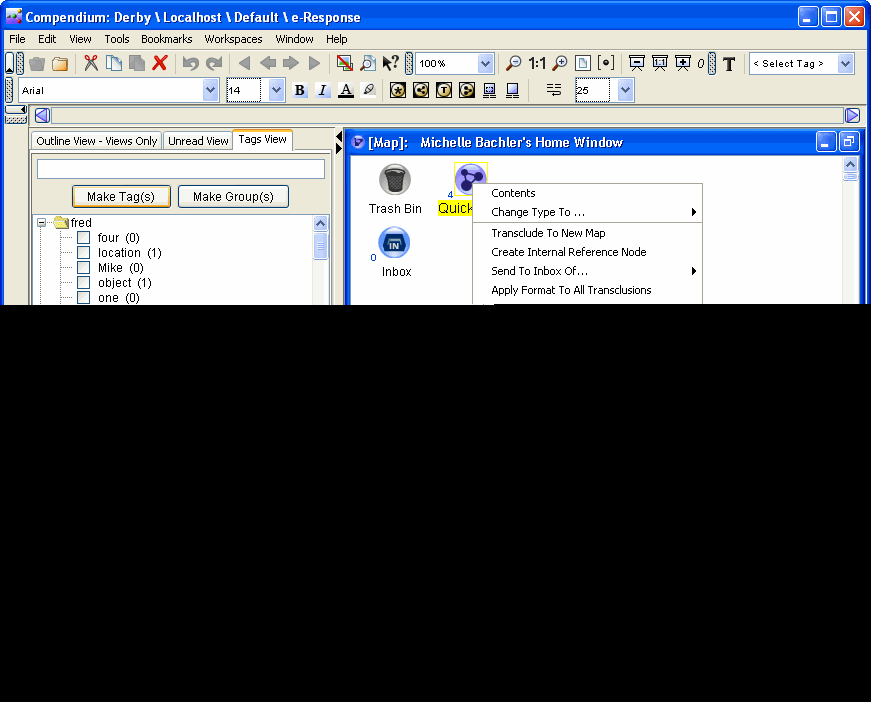 Compendium: Derby \ Localhost \ Default \ e-Response
File Edit View Tools Bookmarks Workspaces Window Help
100% 1:1 0 T < Select Tag >
Arial 14 B I A 25
Outline View - Views Only Unread View Tags View
[Map]: Michelle Bachler's Home Window
Make Tag(s) Make Group(s)
fred
four (0)
location (1)
Mike (0)
object (1)
one (0)
Trash Bin
4
Quick
0
IN
Inbox
Contents
Change Type To ...
Transclude To New Map
Create Internal Reference Node
Send To Inbox Of...
Apply Format To All Transclusions